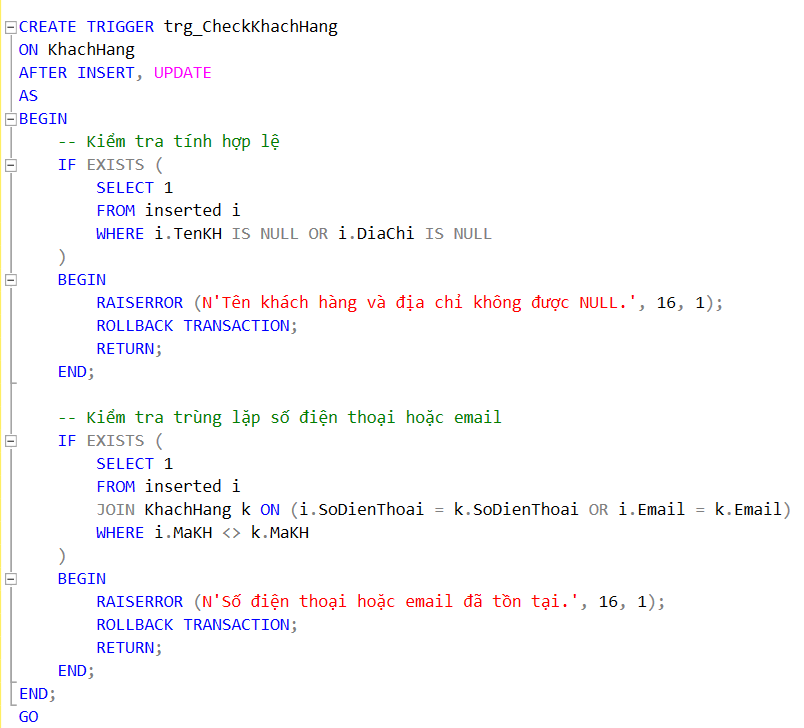 CREATE TRIGGER trg_CheckKhachHang
ON KhachHang
AFTER INSERT, UPDATE
AS
BEGIN
    -- Kiểm tra tính hợp lệ
    IF EXISTS (
        SELECT 1
        FROM inserted i
        WHERE i.TenKH IS NULL OR i.DiaChi IS NULL
    )
    BEGIN
        RAISERROR (N'Tên khách hàng và địa chỉ không được NULL.', 16, 1);
        ROLLBACK TRANSACTION;
        RETURN;
    END;

    -- Kiểm tra trùng lặp số điện thoại hoặc email
    IF EXISTS (
        SELECT 1
        FROM inserted i
        JOIN KhachHang k ON (i.SoDienThoai = k.SoDienThoai OR i.Email = k.Email)
        WHERE i.MaKH <> k.MaKH
    )
    BEGIN
        RAISERROR (N'Số điện thoại hoặc email đã tồn tại.', 16, 1);
        ROLLBACK TRANSACTION;
        RETURN;
    END;
END;
GO